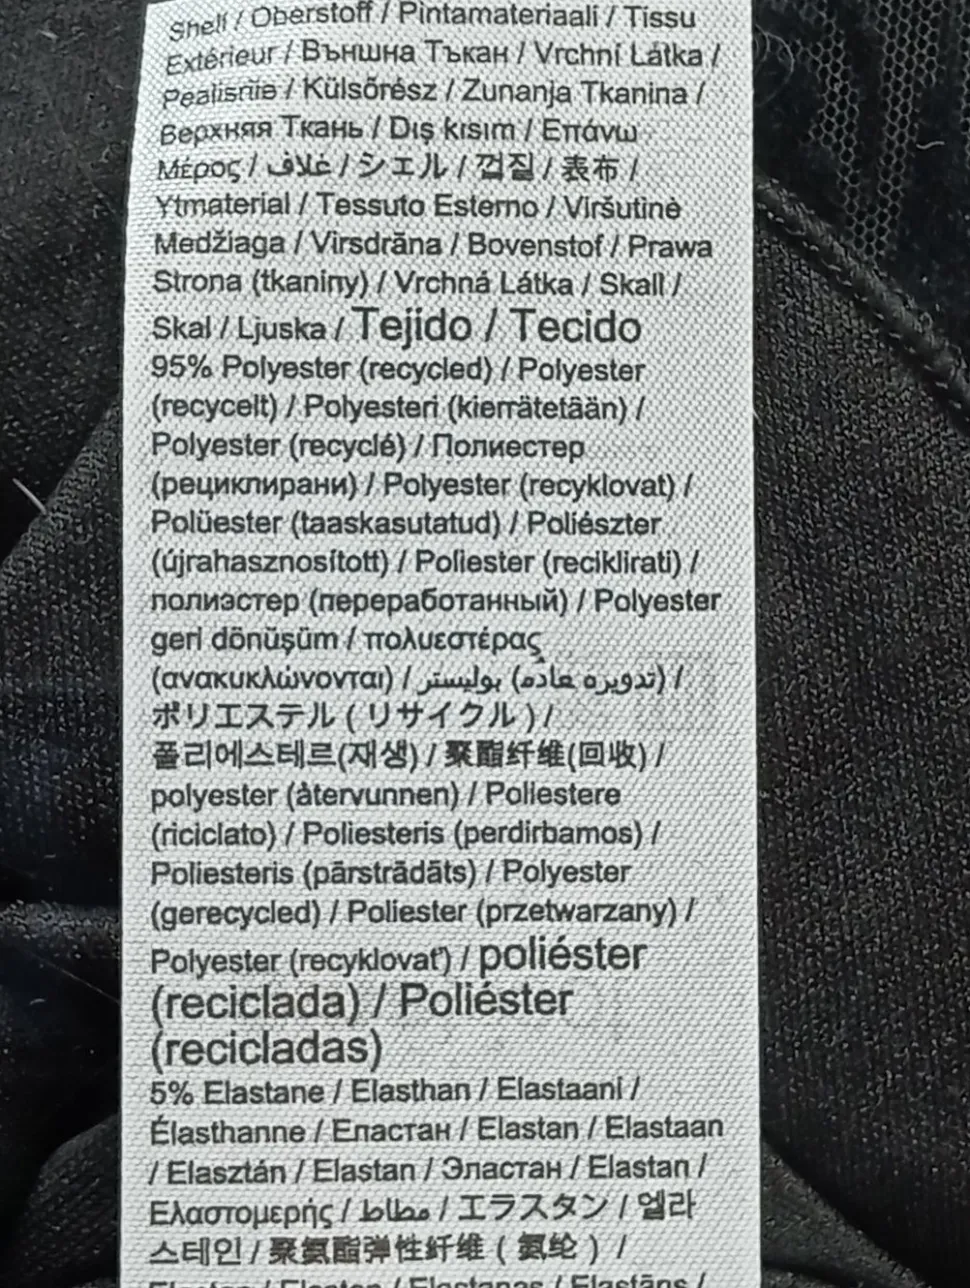 Shell / Oberstoff / Pintamateriaali / Tissu
Extérieur / Външна Тъкан / Vrchní Látka /
Pealisriie / Külsőrész / Zunanja Tkanina /
Верхняя Ткань / Dış kısım / Επάνω
Μέρος / غلاف / シェル / 껍질 / 表布 /
Ytmaterial / Tessuto Esterno / Viršutinė
Medžiaga / Virsdrāna / Bovenstof / Prawa
Strona (tkaniny) / Vrchná Látka / Skall /
Skal / Ljuska / Tejido / Tecido
95% Polyester (recycled) / Polyester
(recycelt) / Polyesteri (kierrätetään) /
Polyester (recyclé) / Полиестер
(рециклирани) / Polyester (recyklovat) /
Polüester (taaskasutatud) / Poliészter
(újrahasznosított) / Poliester (reciklirati) /
полиэстер (переработанный) / Polyester
geri dönüşüm / πολυεστέρας
(ανακυκλώνονται) / بوليستر (تدويره عادُه) /
ポリエステル ( リサイクル ) /
폴리에스테르(재생) / 聚酯纤维(回收) /
polyester (återvunnen) / Poliestere
(riciclato) / Poliesteris (perdirbamos) /
Poliesteris (pārstrādāts) / Polyester
(gerecycled) / Poliester (przetwarzany) /
Polyester (recyklovať) / poliéster
(reciclada) / Poliéster
(recicladas)
5% Elastane / Elasthan / Elastaani /
Élasthanne / Еластан / Elastan / Elastaan
/ Elasztán / Elastan / Эластан / Elastan /
Ελαστομερής / مطاط / エラスタン / 엘라
스테인 / 聚氨酯弹性纤维 ( 氨纶 ) /
Elastan / Elastan / Elastanas / Elastāns /